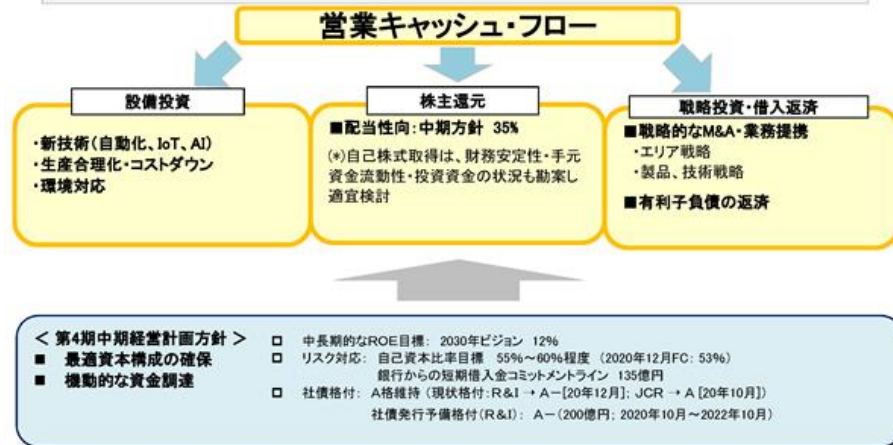 営業キャッシュ・フロー
設備投資
・新技術(自動化、IoT、AI)
・生産合理化・コストダウン
・環境対応
株主還元
■配当性向:中期方針 35%
(*)自己株式取得は、財務安定性・手元
資金流動性・投資資金の状況も勘案し
適宜検討
戦略投資・借入返済
■戦略的なM&A・業務提携
・エリア戦略
・製品、技術戦略
■有利子負債の返済
＜ 第4期中期経営計画方針 ＞
■ 最適資本構成の確保
■ 機動的な資金調達
□ 中長期的なROE目標: 2030年ビジョン 12%
□ リスク対応: 自己資本比率目標 55%～60%程度 (2020年12月FC: 53%)
銀行からの短期借入金コミットメントライン 135億円
□ 社債格付: A格維持 (現状格付:R&I → A－[20年12月]; JCR → A [20年10月])
社債発行予備格付(R&I): A－(200億円; 2020年10月～2022年10月)